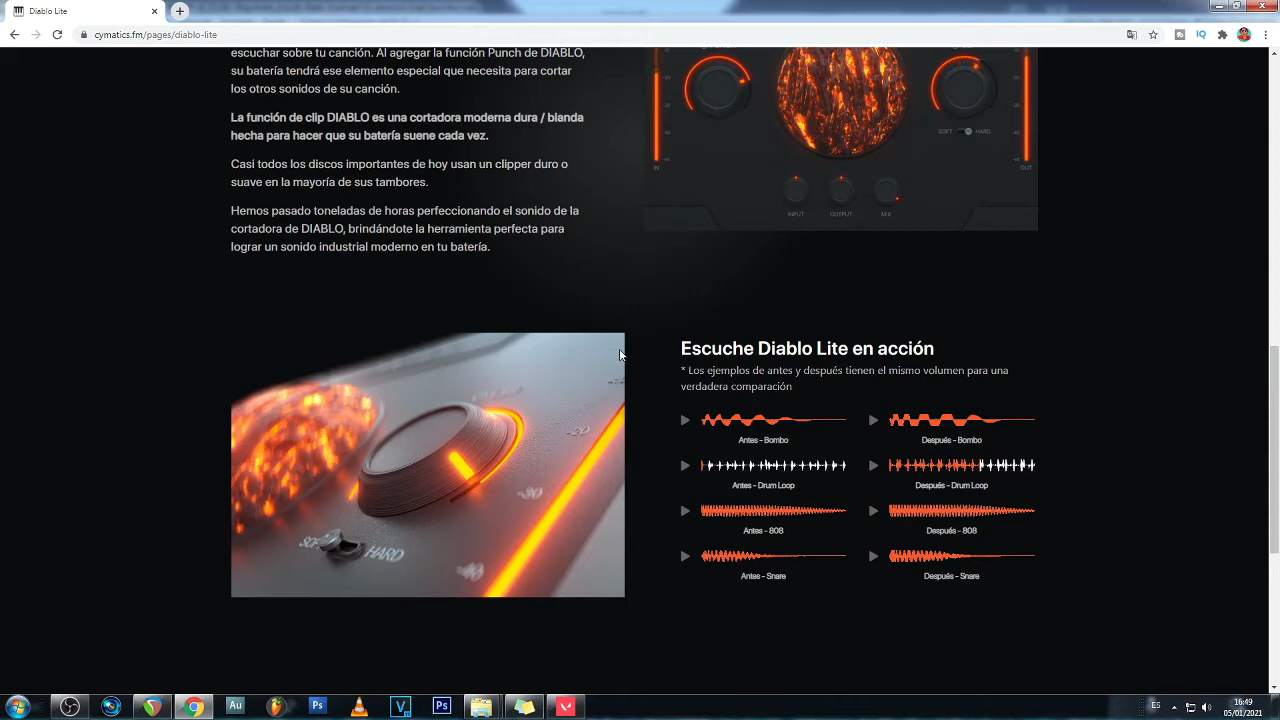 Diablo Lite
cymatics.fm/pages/diablo-lite
escuchar sobre tu canción. Al agregar la función Punch de DIABLO,
su batería tendrá ese elemento especial que necesita para cortar
los otros sonidos de su canción.
La función de clip DIABLO es una cortadora moderna dura / blanda
hecha para hacer que su batería suene cada vez.
Casi todos los discos importantes de hoy usan un clipper duro o
suave en la mayoría de sus tambores.
Hemos pasado toneladas de horas perfeccionando el sonido de la
cortadora de DIABLO, brindándote la herramienta perfecta para
lograr un sonido industrial moderno en tu batería.
SOFT HARD
IN
OUT
INPUT OUTPUT MIX
HARD
Escuche Diablo Lite en acción
* Los ejemplos de antes y después tienen el mismo volumen para una
verdadera comparación
Antes - Bombo
Después - Bombo
Antes - Drum Loop
Después - Drum Loop
Antes - 808
Después - 808
Antes - Snare
Después - Snare
IQ
Au
Ps
V
Ps
ES
16:49
05/01/2021